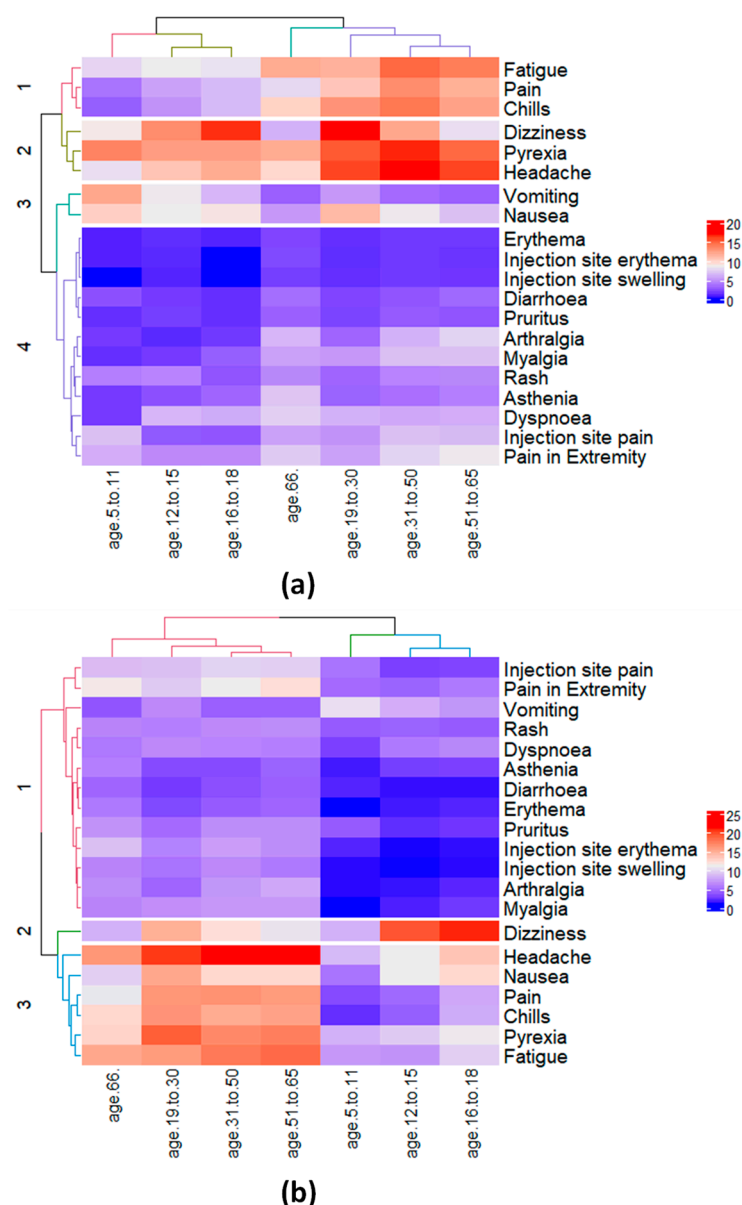 1
2
3
4
Fatigue
Pain
Chills
Dizziness
Pyrexia
Headache
Vomiting
Nausea
Erythema
Injection site erythema
Injection site swelling
Diarrhoea
Pruritus
Arthralgia
Myalgia
Rash
Asthenia
Dyspnoea
Injection site pain
Pain in Extremity
20
15
10
5
0
age.5.to.11
age.12.to.15
age.16.to.18
age.66.
age.19.to.30
age.31.to.50
age.51.to.65
(a)
1
2
3
Injection site pain
Pain in Extremity
Vomiting
Rash
Dyspnoea
Asthenia
Diarrhoea
Erythema
Pruritus
Injection site erythema
Injection site swelling
Arthralgia
Myalgia
Dizziness
Headache
Nausea
Pain
Chills
Pyrexia
Fatigue
25
20
15
10
5
0
age.66.
age.19.to.30
age.31.to.50
age.51.to.65
age.5.to.11
age.12.to.15
age.16.to.18
(b)